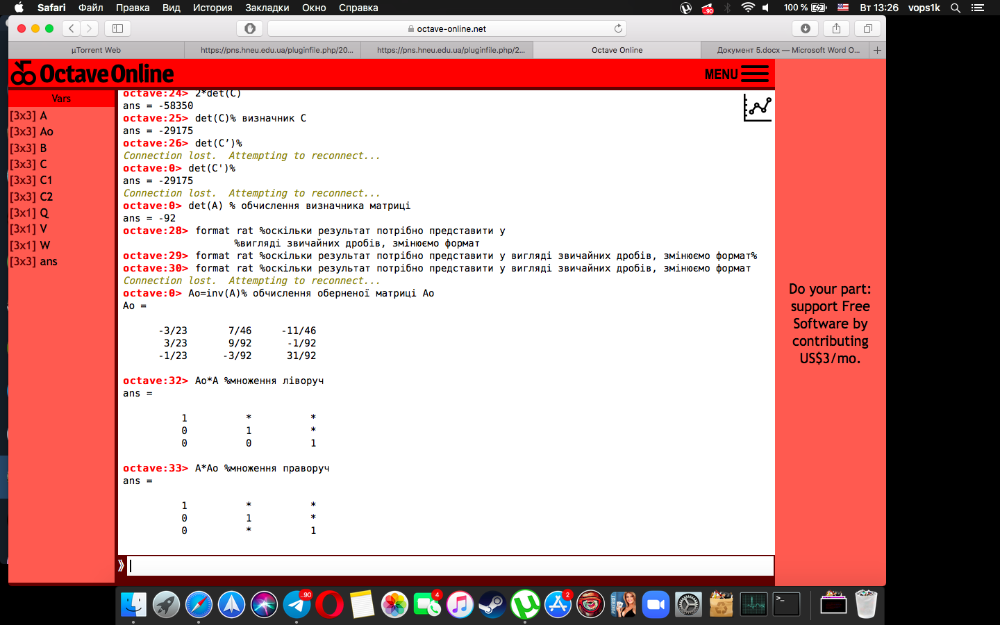 Safari Файл Правка Вид История Закладки Окно Справка 100 % Вт 13:26 vops1k
octave-online.net
µTorrent Web https://pns.hneu.edu.ua/pluginfile.php/20... https://pns.hneu.edu.ua/pluginfile.php/2... Octave Online Документ 5.docx — Microsoft Word O...
Octave Online MENU
Vars
[3x3] A
[3x3] Ao
[3x3] B
[3x3] C
[3x3] C1
[3x3] C2
[3x1] Q
[3x1] V
[3x1] W
[3x3] ans
octave:24> 2*det(C)
ans = -58350
octave:25> det(C)% визначник С
ans = -29175
octave:26> det(C’)%
Connection lost. Attempting to reconnect...
octave:0> det(C')%
ans = -29175
Connection lost. Attempting to reconnect...
octave:0> det(A) % обчислення визначника матриці
ans = -92
octave:28> format rat %оскільки результат потрібно представити у
%вигляді звичайних дробів, змінюємо формат
octave:29> format rat %оскільки результат потрібно представити у вигляді звичайних дробів, змінюємо формат%
octave:30> format rat %оскільки результат потрібно представити у вигляді звичайних дробів, змінюємо формат
Connection lost. Attempting to reconnect...
octave:0> Ao=inv(A)% обчислення оберненої матриці Ао
Ao =
-3/23 7/46 -11/46
3/23 9/92 -1/92
-1/23 -3/92 31/92
octave:32> Ao*A %множення ліворуч
ans =
1 * *
0 1 *
0 0 1
octave:33> A*Ao %множення праворуч
ans =
1 * *
0 1 *
0 * 1
Do your part:
support Free
Software by
contributing
US$3/mo.
4
2